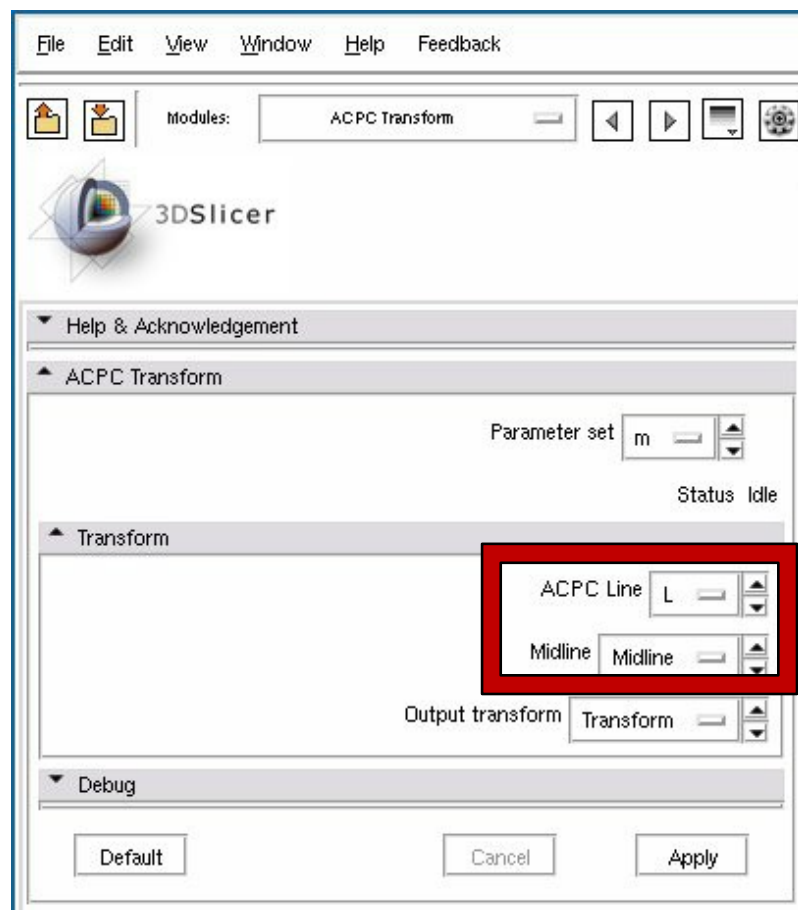 File Edit View Window Help Feedback
Modules: ACPC Transform
3DSlicer
Help & Acknowledgement
ACPC Transform
Parameter set m
Status Idle
Transform
ACPC Line L
Midline Midline
Output transform Transform
Debug
Default Cancel Apply